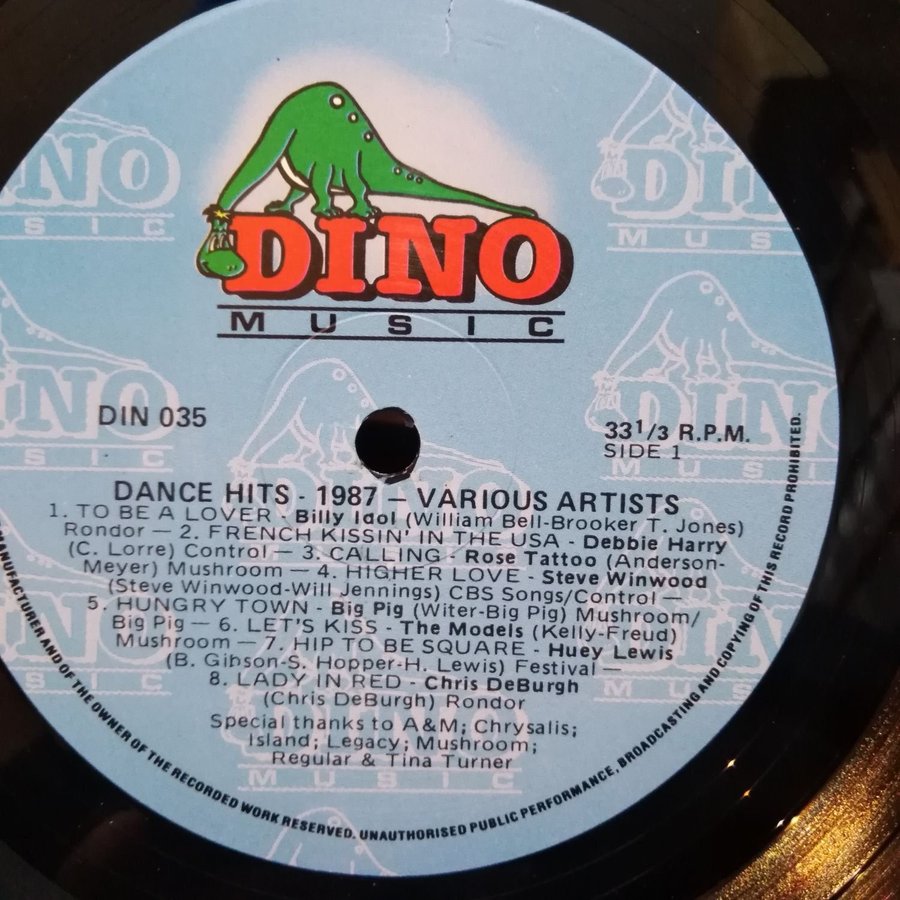 DINO
MUSIC
DIN 035
33 1/3 R.P.M.
SIDE 1
DANCE HITS - 1987 – VARIOUS ARTISTS
1. TO BE A LOVER - Billy Idol (William Bell-Brooker T. Jones)
Rondor — 2. FRENCH KISSIN' IN THE USA - Debbie Harry
(C. Lorre) Control — 3. CALLING - Rose Tattoo (Anderson-
Meyer) Mushroom — 4. HIGHER LOVE - Steve Winwood
(Steve Winwood-Will Jennings) CBS Songs/Control —
5. HUNGRY TOWN - Big Pig (Witer-Big Pig) Mushroom/
Big Pig — 6. LET'S KISS - The Models (Kelly-Freud)
Mushroom — 7. HIP TO BE SQUARE - Huey Lewis
(B. Gibson-S. Hopper-H. Lewis) Festival —
8. LADY IN RED - Chris DeBurgh
(Chris DeBurgh) Rondor
Special thanks to A&M; Chrysalis;
Island; Legacy; Mushroom;
Regular & Tina Turner
MANUFACTURER AND OF THE OWNER OF THE RECORDED WORK RESERVED. UNAUTHORISED PUBLIC PERFORMANCE, BROADCASTING AND COPYING OF THIS RECORD PROHIBITED.